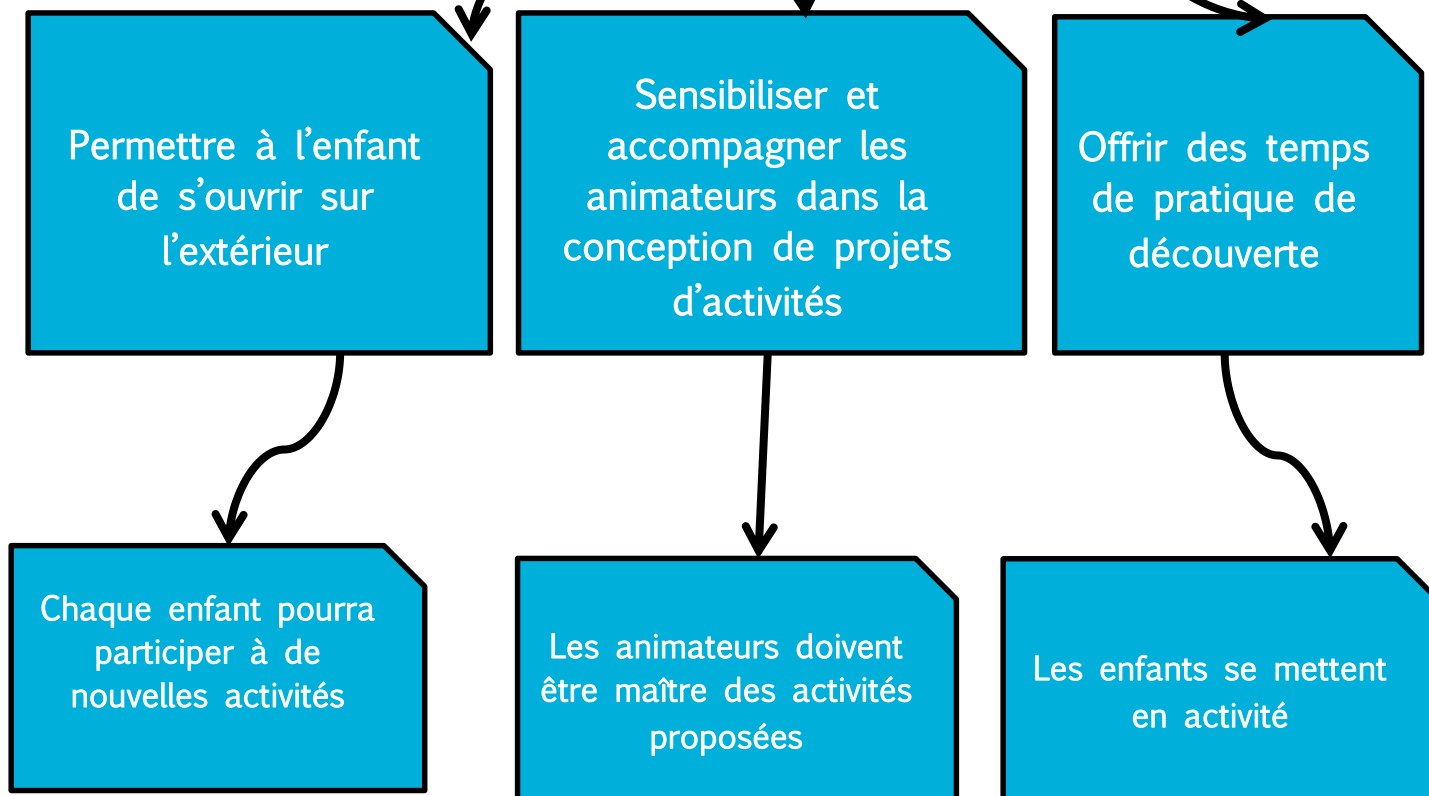 Permettre à l’enfant
de s’ouvrir sur
l’extérieur
Sensibiliser et
accompagner les
animateurs dans la
conception de projets
d’activités
Offrir des temps
de pratique de
découverte
Chaque enfant pourra
participer à de
nouvelles activités
Les animateurs doivent
être maître des activités
proposées
Les enfants se mettent
en activité